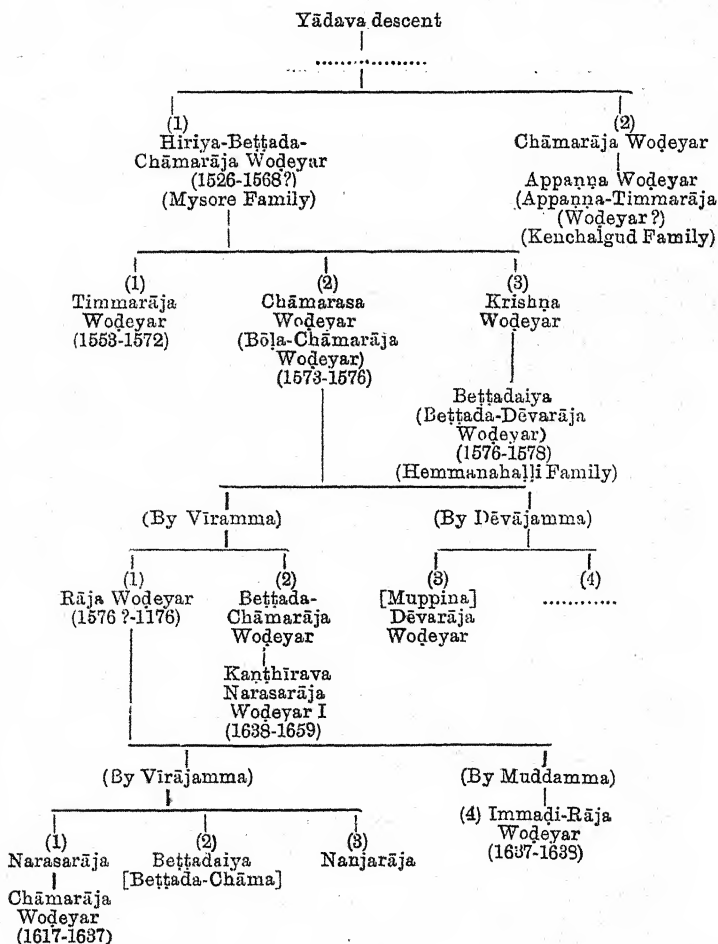 Yādava descent
....................
(1)
Hiriya-Beṭṭada-
Chāmarāja Woḍeyar
(1526-1568?)
(Mysore Family)
(2)
Chāmarāja Woḍeyar
Appaṇṇa Woḍeyar
(Appaṇṇa-Timmarāja
(Woḍeyar?)
(Kenchalgud Family)
(1)
Timmarāja
Woḍeyar
(1553-1572)
(2)
Chāmarasa
Woḍeyar
(Bōḷa-Chāmarāja
Woḍeyar)
(1573-1576)
(3)
Krishṇa
Woḍeyar
Beṭṭadaiya
(Beṭṭada-Dēvarāja
Woḍeyar)
(1576-1578)
(Hemmanahaḷḷi Family)
(By Vīramma)
(By Dēvājamma)
(1)
Rāja Woḍeyar
(1576 ?-1176)
(2)
Beṭṭada-
Chāmarāja
Woḍeyar
Kaṇṭhīrava
Narasarāja
Woḍeyar I
(1638-1659)
(3)
[Muppina]
Dēvarāja
Woḍeyar
(4)
..............
(By Vīrājamma)
(By Muddamma)
(1)
Narasarāja
Chāmarāja
Woḍeyar
(1617-1637)
(2)
Beṭṭadaiya
[Beṭṭada-Chāma]
(3)
Nanjarāja
(4) Immaḍi-Rāja
Woḍeyar
(1637-1638)